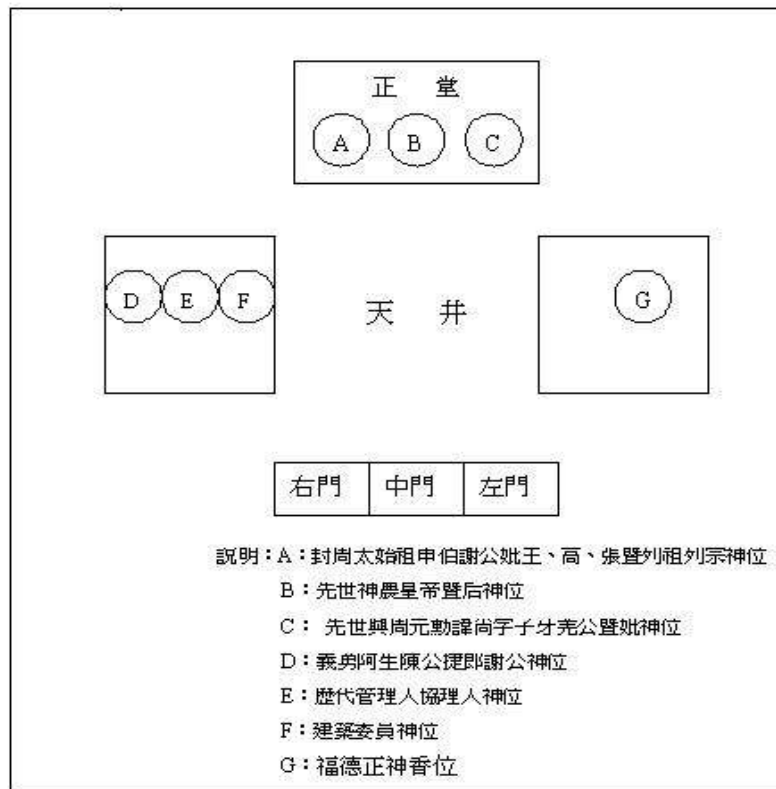 正 堂
A B C
D E F
天 井
G
右門 中門 左門
說明：A：封周太始祖申伯謝公妣王、高、張暨列祖列宗神位
B：先世神農皇帝暨后神位
C： 先世興周元勳諱尚字子牙羌公暨妣神位
D：義勇阿生陳公捷郎謝公神位
E：歷代管理人協理人神位
F：建築委員神位
G：福德正神香位